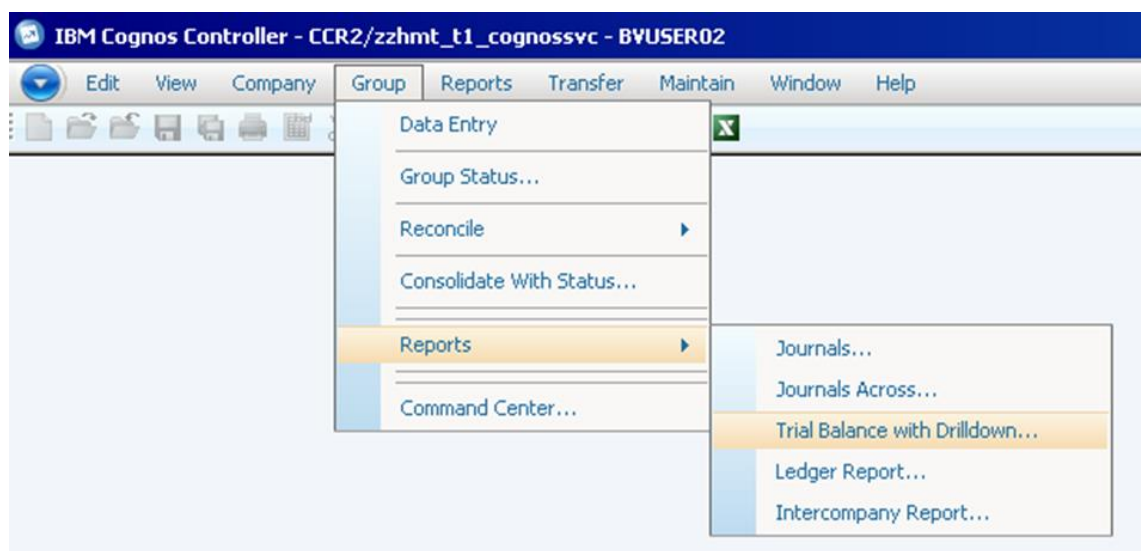 IBM Cognos Controller - CCR2/zzhmt_t1_cognossvc - BVUSER02
Edit View Company Group Reports Transfer Maintain Window Help
Data Entry
Group Status...
Reconcile
Consolidate With Status...
Reports
Command Center...
Journals...
Journals Across...
Trial Balance with Drilldown...
Ledger Report...
Intercompany Report...